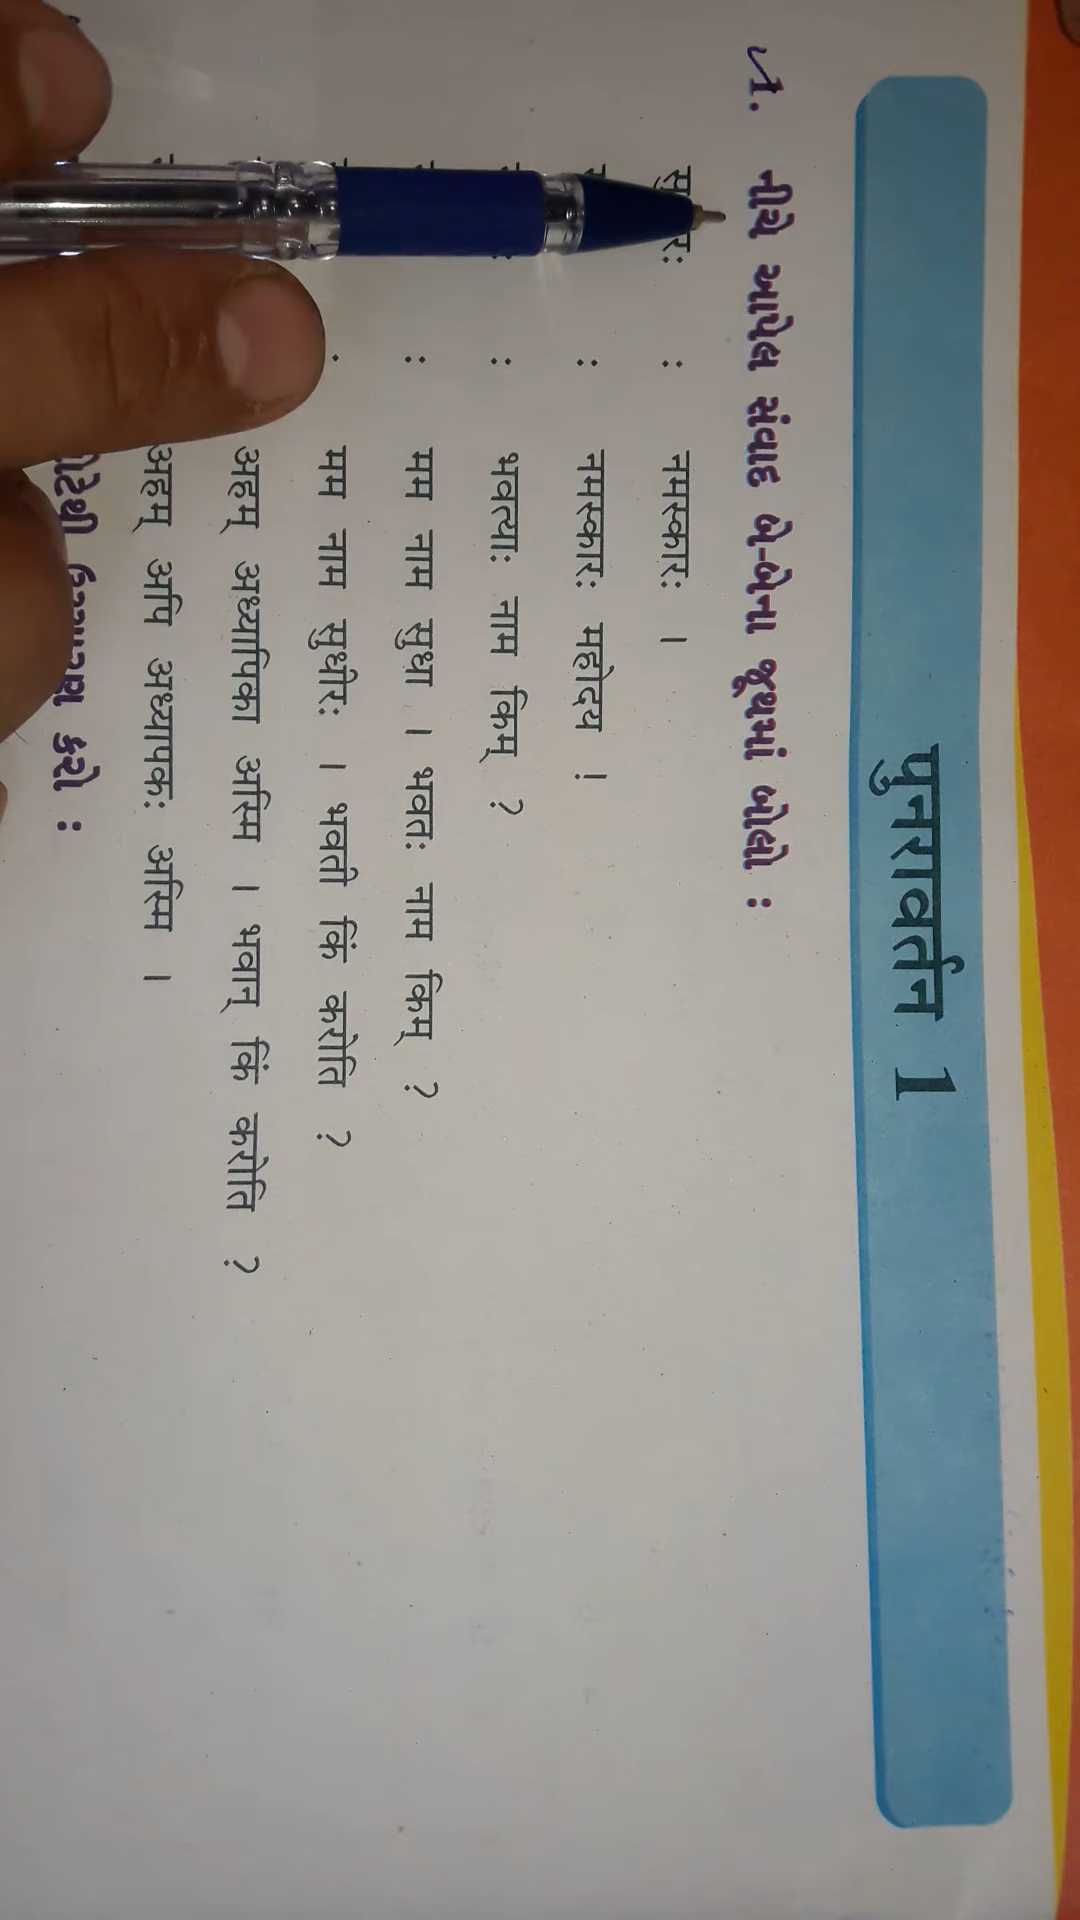 पुनरावर्तन 1
૧. નીચે આપેલ સંવાદ બે-બેના જૂથમાં બોલો :
: नमस्कारः ।
: नमस्कारः महोदय !
: भवत्याः नाम किम् ?
: मम नाम सुधा । भवतः नाम किम् ?
: मम नाम सुधीरः । भवती किं करोति ?
अहम् अध्यापिका अस्मि । भवान् किं करोति ?
अहम् अपि अध्यापकः अस्मि ।
કરો :